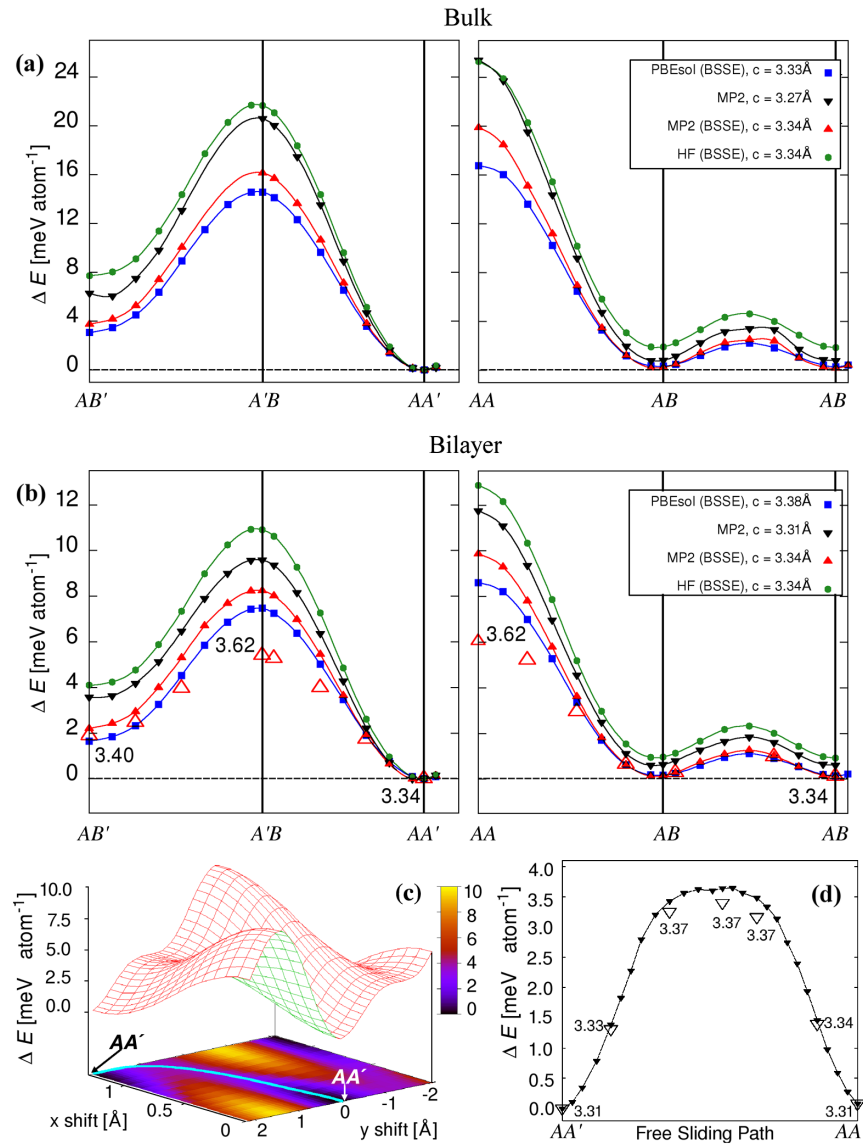 Bulk
(a)
Δ E [meV atom⁻¹]
24
20
16
12
8
4
0
PBEsol (BSSE), c = 3.33Å
MP2, c = 3.27Å
MP2 (BSSE), c = 3.34Å
HF (BSSE), c = 3.34Å
AB′ A′B AA′ AA AB AB
Bilayer
(b)
Δ E [meV atom⁻¹]
12
10
8
6
4
2
0
3.62
3.40
3.34
PBEsol (BSSE), c = 3.38Å
MP2, c = 3.31Å
MP2 (BSSE), c = 3.34Å
HF (BSSE), c = 3.34Å
3.62
3.34
AB′ A′B AA′ AA AB AB
(c)
Δ E [meV atom⁻¹]
10.0
7.5
5.0
2.5
0.0
10
8
6
4
2
0
AA′
AA′
1
0.5
0
x shift [Å]
2 1 0 -1 -2
y shift [Å]
(d)
Δ E [meV atom⁻¹]
4.0
3.5
3.0
2.5
2.0
1.5
1.0
0.5
0.0
3.37
3.37
3.37
3.33
3.34
3.31
3.31
AA′ Free Sliding Path AA